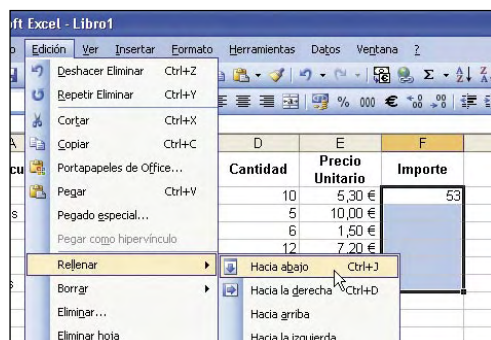 ft Excel - Libro1
Edición Ver Insertar Formato Herramientas Datos Ventana ?
Deshacer Eliminar Ctrl+Z
Repetir Eliminar Ctrl+Y
% 000 €
Cortar Ctrl+X
Copiar Ctrl+C
D E F
Portapapeles de Office...
Cantidad Precio Unitario Importe
Pegar Ctrl+V
10 5,30 € 53
Pegado especial...
5 10,00 €
Pegar como hipervínculo
6 1,50 €
12 7,20 €
Rellenar
Hacia abajo Ctrl+J
Borrar
Hacia la derecha Ctrl+D
Eliminar...
Hacia arriba
Eliminar hoja
Hacia la izquierda